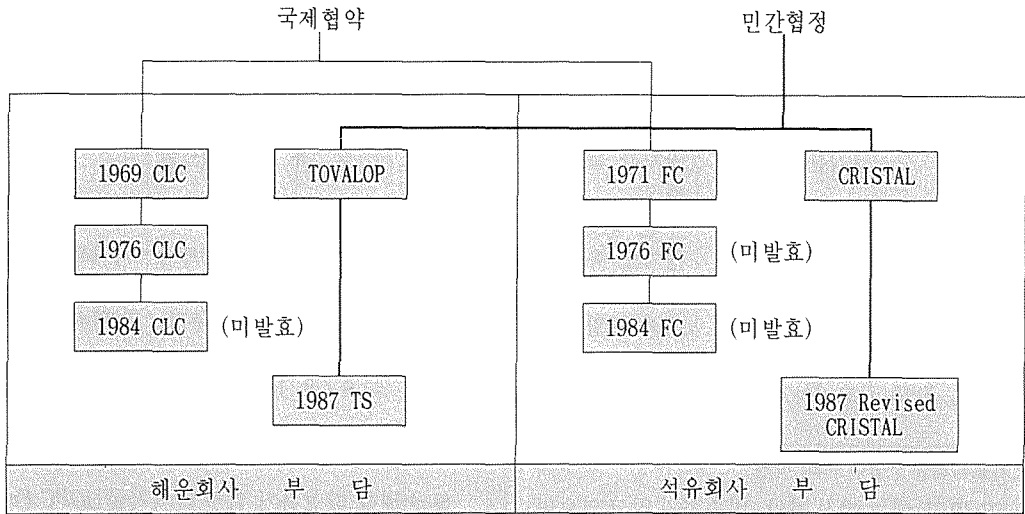 국제협약 민간협정
1969 CLC TOVALOP 1971 FC CRISTAL
1976 CLC 1976 FC (미발효)
1984 CLC (미발효) 1984 FC (미발효)
1987 TS 1987 Revised
CRISTAL
해운회사 부 담 석유회사 부 담